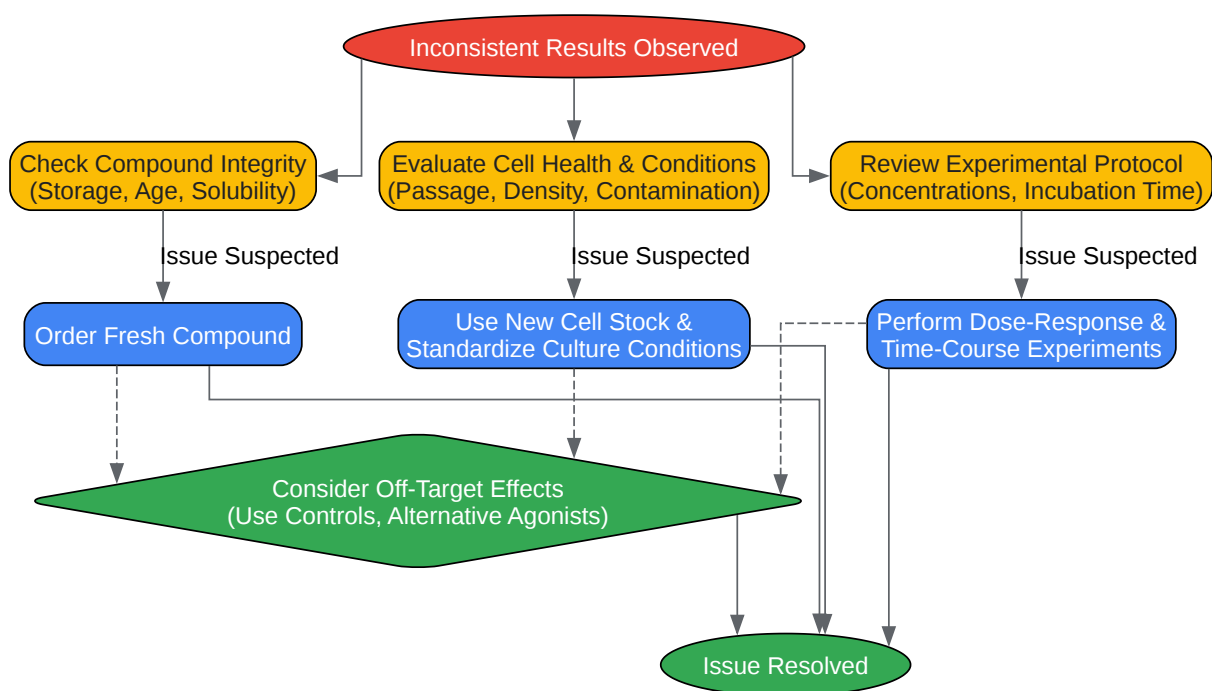 Inconsistent Results Observed
Check Compound Integrity
(Storage, Age, Solubility)
Evaluate Cell Health & Conditions
(Passage, Density, Contamination)
Review Experimental Protocol
(Concentrations, Incubation Time)
Issue Suspected
Issue Suspected
Issue Suspected
Order Fresh Compound
Use New Cell Stock &
Standardize Culture Conditions
Perform Dose-Response &
Time-Course Experiments
Consider Off-Target Effects
(Use Controls, Alternative Agonists)
Issue Resolved